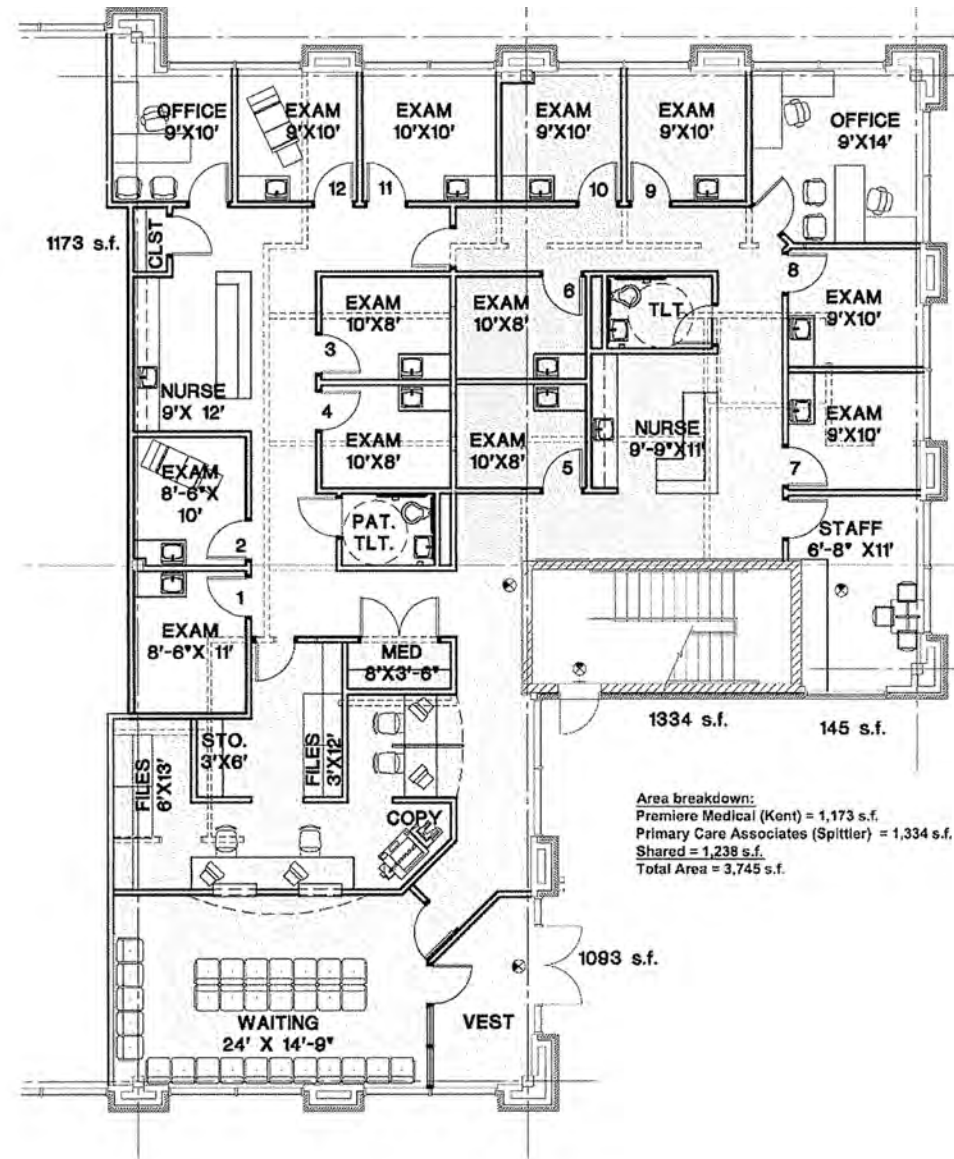 OFFICE
9'X10'
EXAM
9'X10'
EXAM
10'X10'
EXAM
9'X10'
EXAM
9'X10'
OFFICE
9'X14'
12
11
10
9
1173 s.f.
CLST
8
6
TLT.
EXAM
10'X8'
EXAM
10'X8'
EXAM
9'X10'
3
NURSE
9'X 12'
4
EXAM
10'X8'
EXAM
10'X8'
NURSE
9'-9"X11'
EXAM
9'X10'
5
7
EXAM
8'-6"X
10'
PAT.
TLT.
STAFF
6'-8" X11'
2
1
EXAM
8'-6"X 11'
MED
8'X3'-6"
1334 s.f.
145 s.f.
STO.
3'X6'
FILES
3'X12'
FILES
6'X13'
COPY
Area breakdown:
Premiere Medical (Kent) = 1,173 s.f.
Primary Care Associates (Spittler} = 1,334 s.f.
Shared = 1,238 s.f.
Total Area = 3,745 s.f.
1093 s.f.
WAITING
24' X 14'-9"
VEST